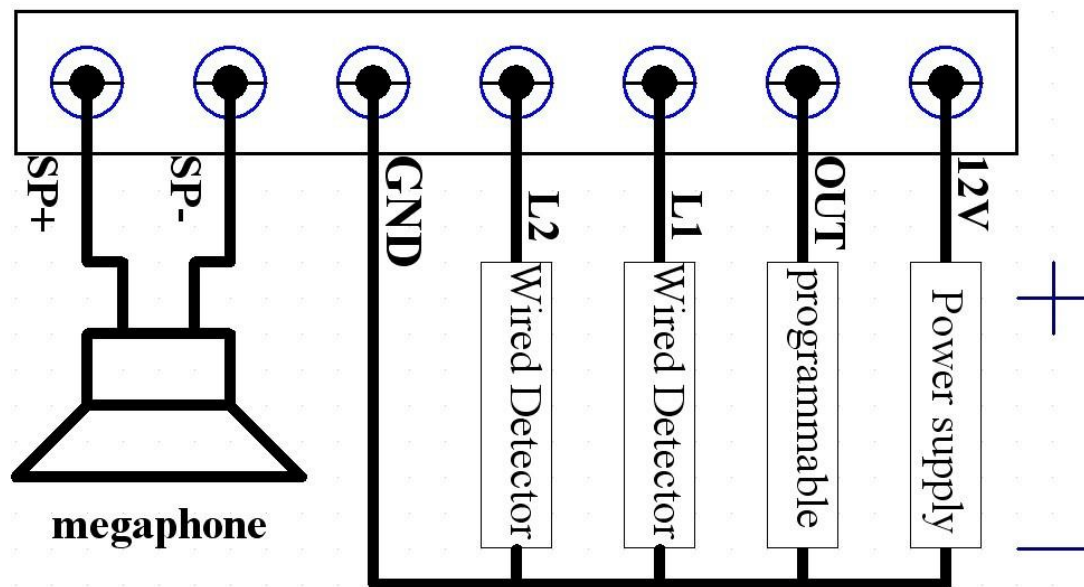 SP+
SP-
GND
L2
L1
OUT
12V
Wired Detector
Wired Detector
programmable
Power supply
megaphone